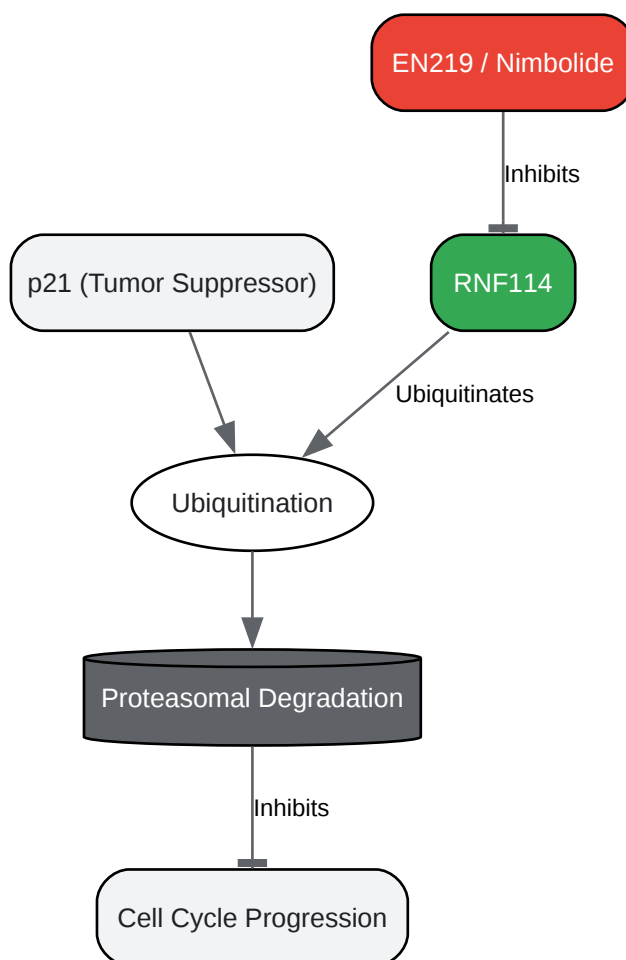 EN219 / Nimbolide
Inhibits
p21 (Tumor Suppressor)
RNF114
Ubiquitinates
Ubiquitination
Proteasomal Degradation
Inhibits
Cell Cycle Progression